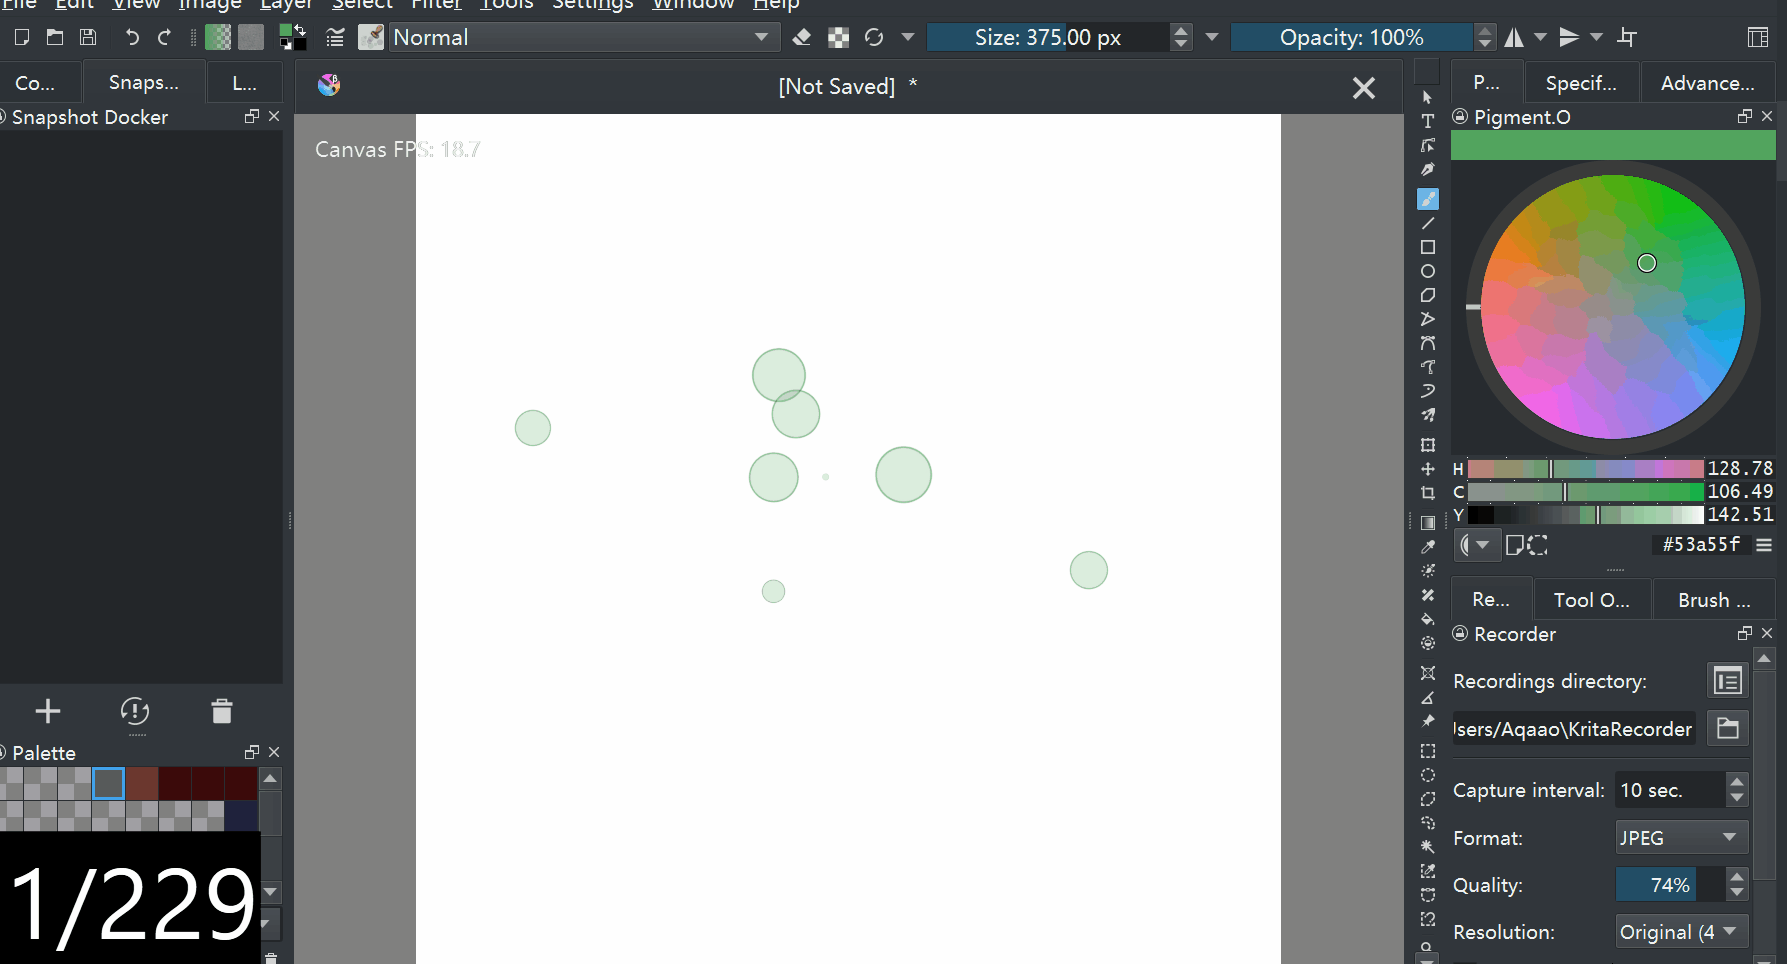 File Edit View Image Layer Select Filter Tools Settings Window Help
Normal
Size: 375.00 px
Opacity: 100%
Co...
Snaps...
L...
[Not Saved] *
P...
Specif...
Advance...
Snapshot Docker
Pigment.O
Canvas FPS: 18.7
H 128.78
C 106.49
Y 142.51
#53a55f
Re...
Tool O...
Brush ...
Recorder
Recordings directory:
Jsers/Aqaao\KritaRecorder
Palette
Capture interval: 10 sec.
Format: JPEG
Quality: 74%
Resolution: Original (4
1/229